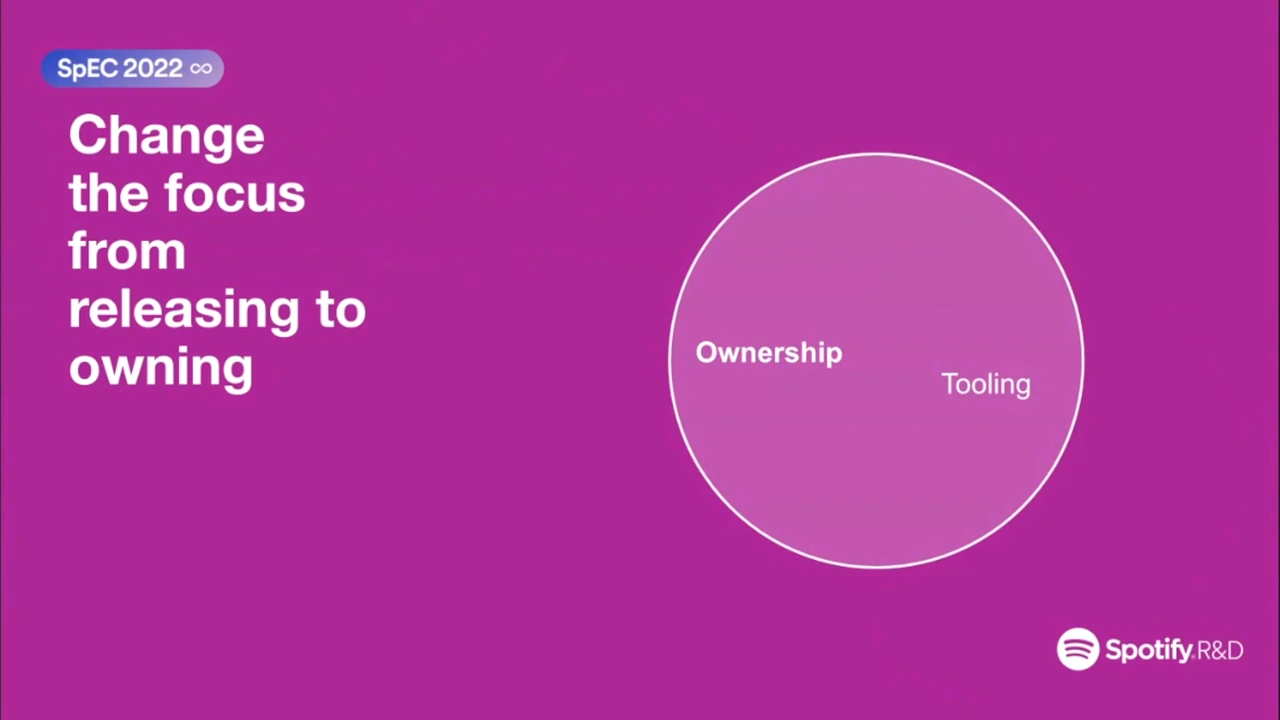 SpEC 2022 ∞
Change
the focus
from
releasing to
owning
Ownership
Tooling
Spotify R&D